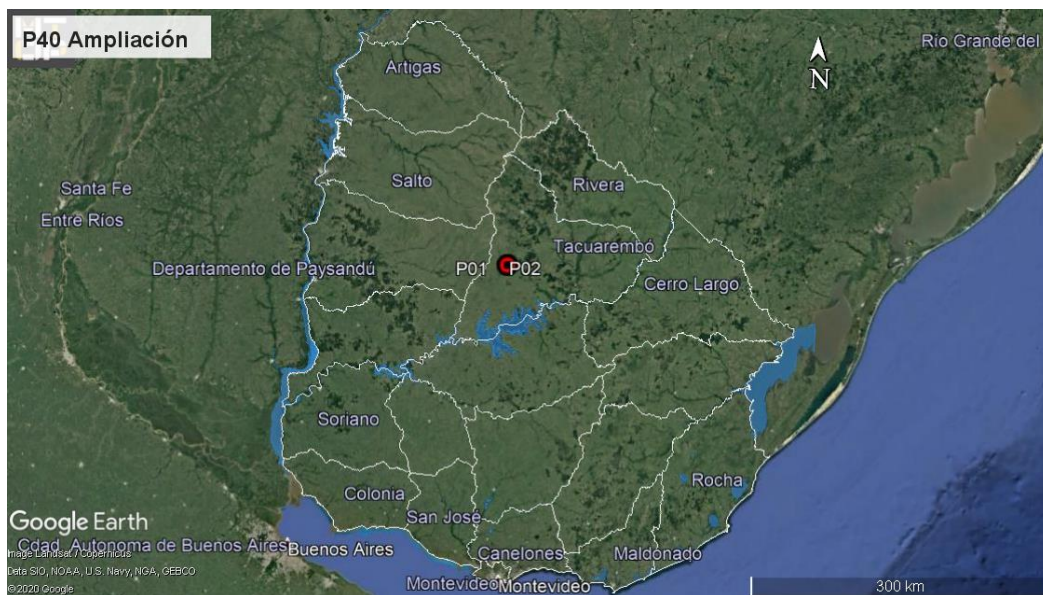 P40 Ampliación
Río Grande del
Artigas
N
Salto
Rivera
Santa Fe
Entre Ríos
Tacuarembó
Departamento de Paysandú
P01
P02
Cerro Largo
Soriano
Rocha
Colonia
San José
Google Earth
Cdad. Autonoma de Buenos Aires
Buenos Aires
Canelones
Maldonado
Image Landsat / Copernicus
Data SIO, NOAA, U.S. Navy, NGA, GEBCO
Montevideo
Montevideo
©2020 Google
300 km